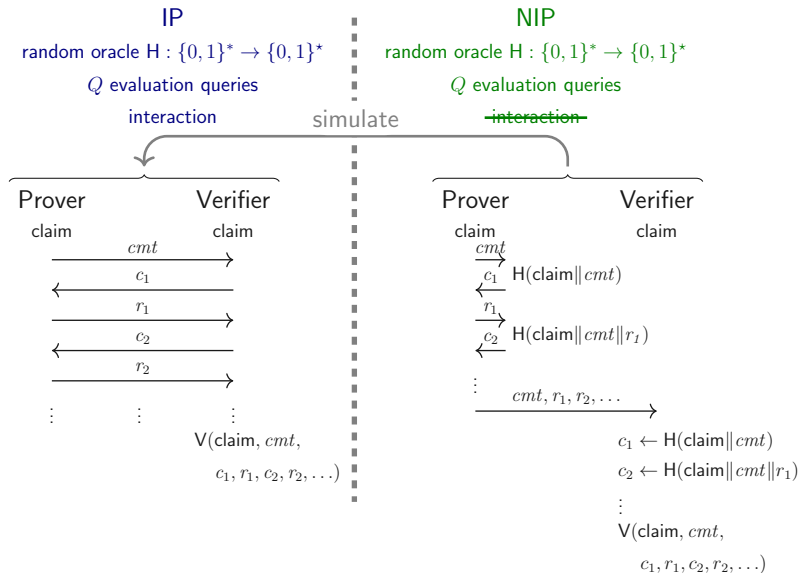 IP
random oracle H : {0, 1}* → {0, 1}⋆
Q evaluation queries
interaction
NIP
random oracle H : {0, 1}* → {0, 1}⋆
Q evaluation queries
interaction
simulate
Prover
claim
Verifier
claim
cmt
c₁
r₁
c₂
r₂
⋮ ⋮ ⋮
V(claim, cmt,
c₁, r₁, c₂, r₂, …)
Prover
claim
Verifier
claim
cmt
c₁ H(claim‖cmt)
r₁
c₂ H(claim‖cmt‖r₁)
⋮
cmt, r₁, r₂, …
c₁ ← H(claim‖cmt)
c₂ ← H(claim‖cmt‖r₁)
⋮
V(claim, cmt,
c₁, r₁, c₂, r₂, …)